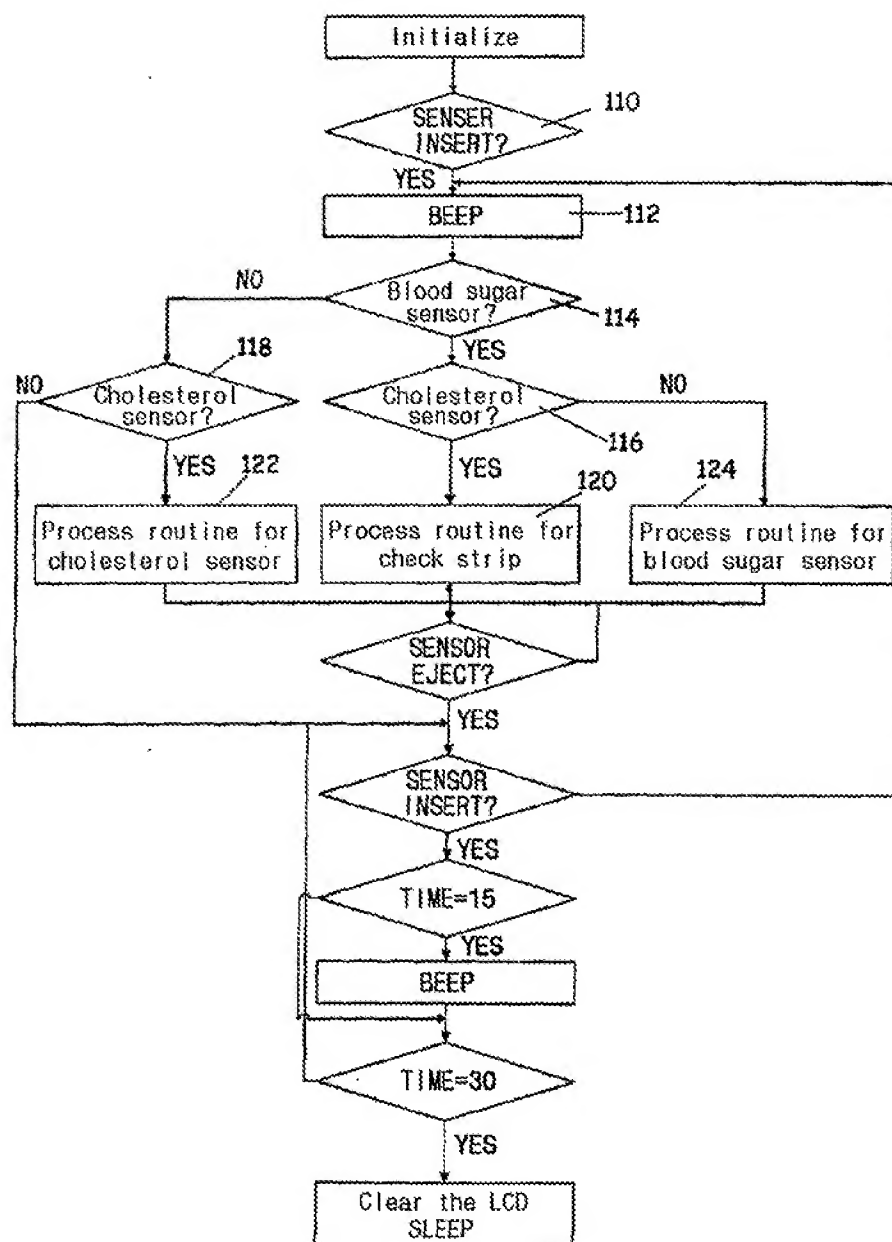 Initialize
SENSER
INSERT?
110
YES
BEEP
112
NO
Blood sugar
sensor?
114
118
YES
NO
Cholesterol
sensor?
Cholesterol
sensor?
NO
116
YES
122
YES
120
124
Process routine for
cholesterol sensor
Process routine for
check strip
Process routine for
blood sugar sensor
SENSOR
EJECT?
YES
SENSOR
INSERT?
YES
TIME=15
YES
BEEP
TIME=30
YES
Clear the LCD
SLEEP